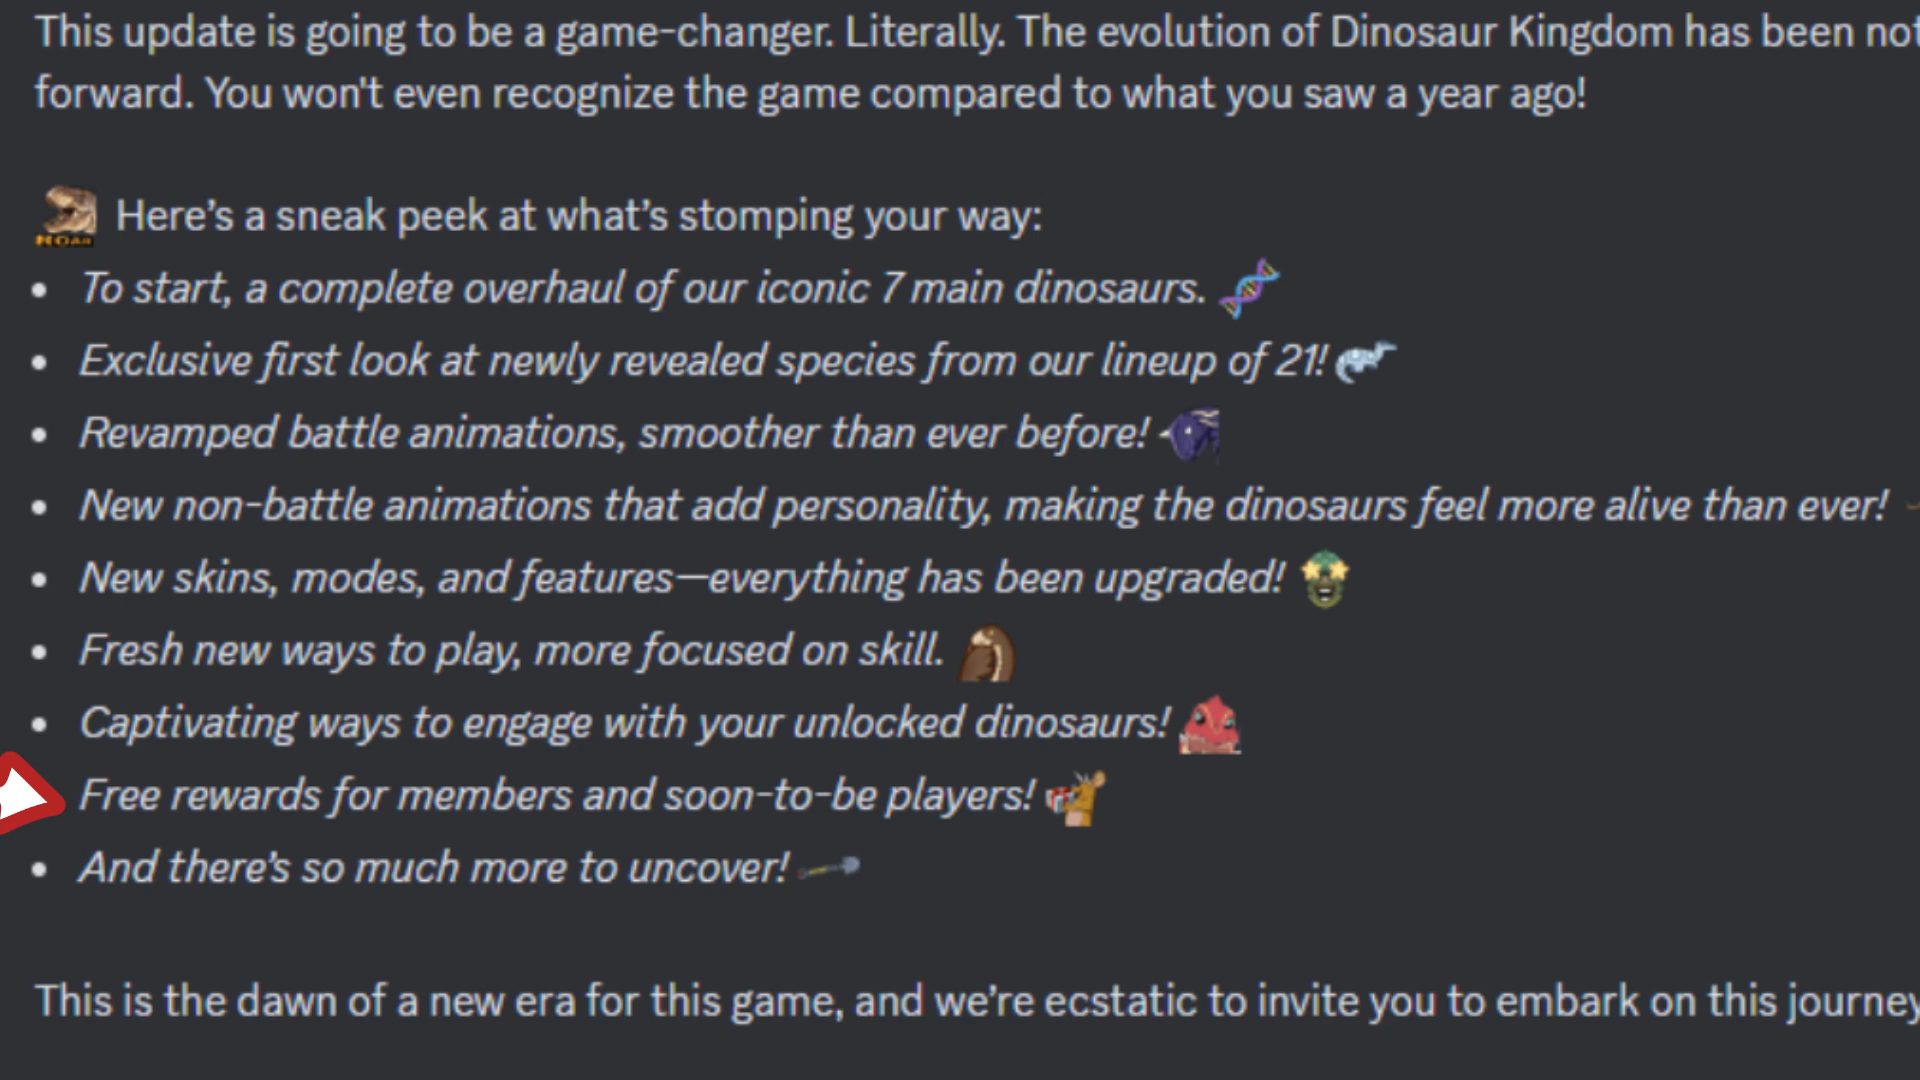 This update is going to be a game-changer. Literally. The evolution of Dinosaur Kingdom has been not
forward. You won't even recognize the game compared to what you saw a year ago!
ROAR Here’s a sneak peek at what’s stomping your way:
• To start, a complete overhaul of our iconic 7 main dinosaurs.
• Exclusive first look at newly revealed species from our lineup of 21!
• Revamped battle animations, smoother than ever before!
• New non-battle animations that add personality, making the dinosaurs feel more alive than ever!
• New skins, modes, and features—everything has been upgraded!
• Fresh new ways to play, more focused on skill.
• Captivating ways to engage with your unlocked dinosaurs!
Free rewards for members and soon-to-be players!
• And there’s so much more to uncover!
This is the dawn of a new era for this game, and we’re ecstatic to invite you to embark on this journey